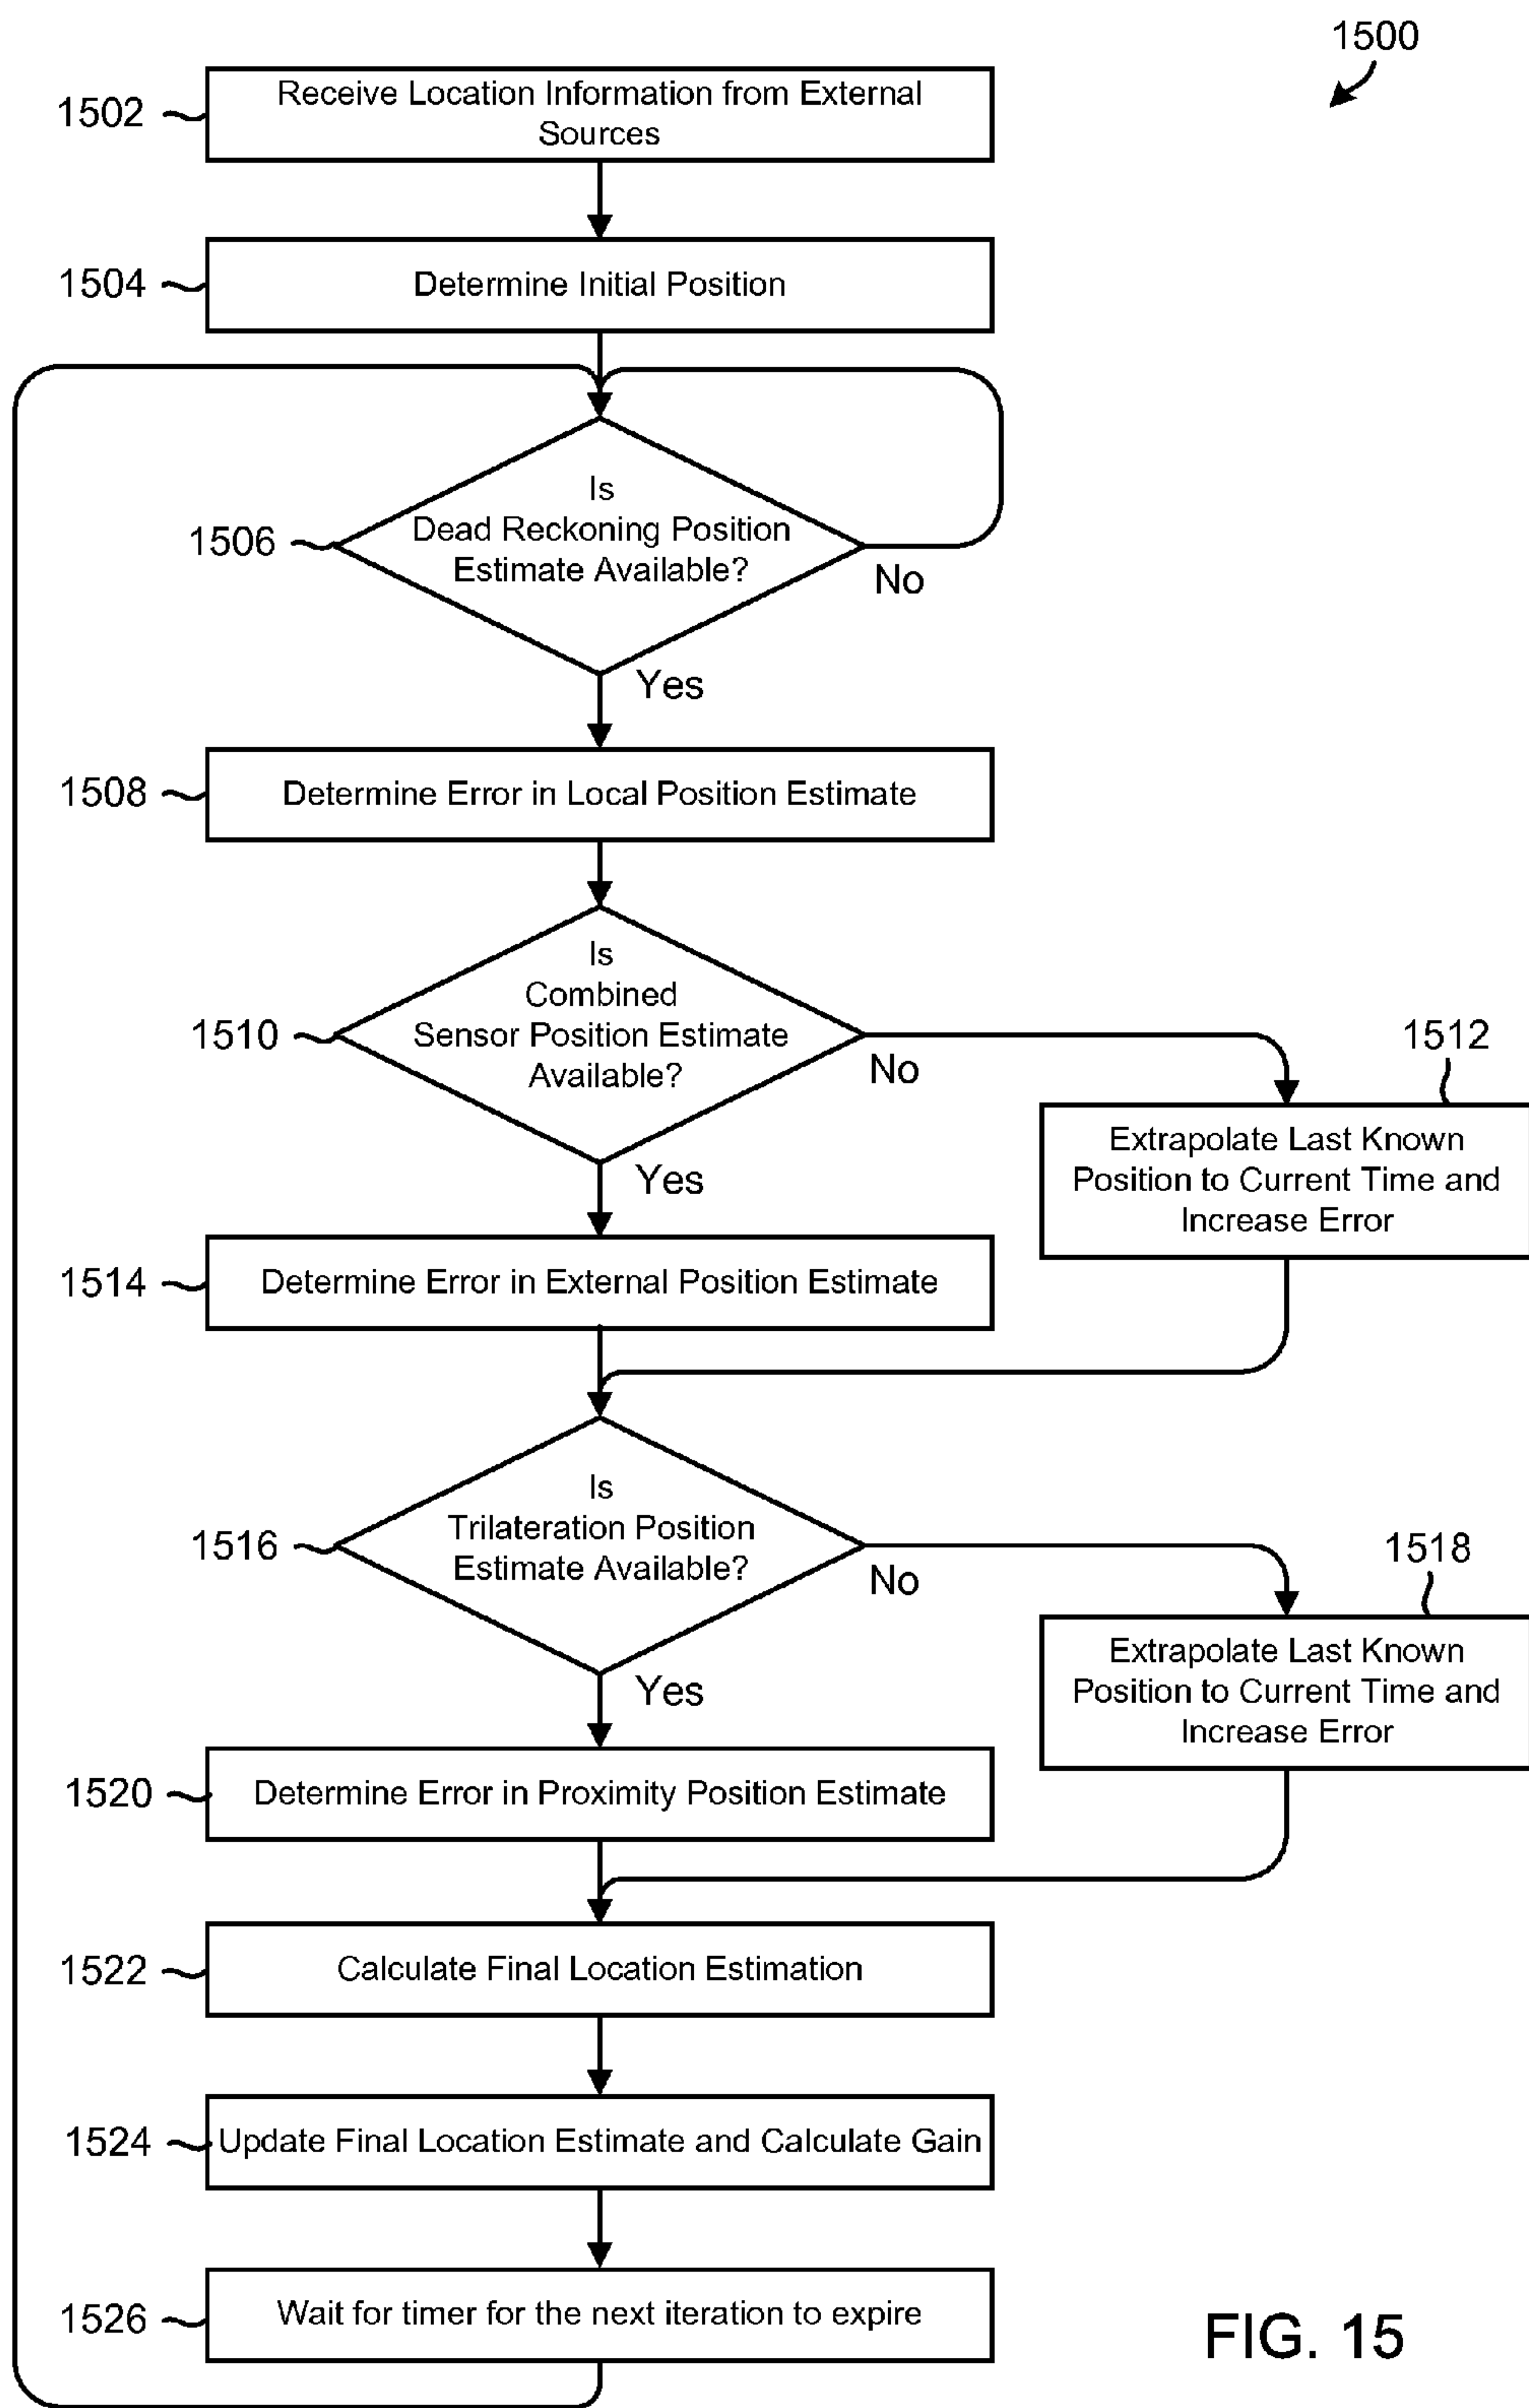 1500
1502
Receive Location Information from External
Sources
1504
Determine Initial Position
1506
Is
Dead Reckoning Position
Estimate Available?
No
Yes
1508
Determine Error in Local Position Estimate
1510
Is
Combined
Sensor Position Estimate
Available?
No
Yes
1512
Extrapolate Last Known
Position to Current Time and
Increase Error
1514
Determine Error in External Position Estimate
1516
Is
Trilateration Position
Estimate Available?
No
Yes
1518
Extrapolate Last Known
Position to Current Time and
Increase Error
1520
Determine Error in Proximity Position Estimate
1522
Calculate Final Location Estimation
1524
Update Final Location Estimate and Calculate Gain
1526
Wait for timer for the next iteration to expire
FIG. 15